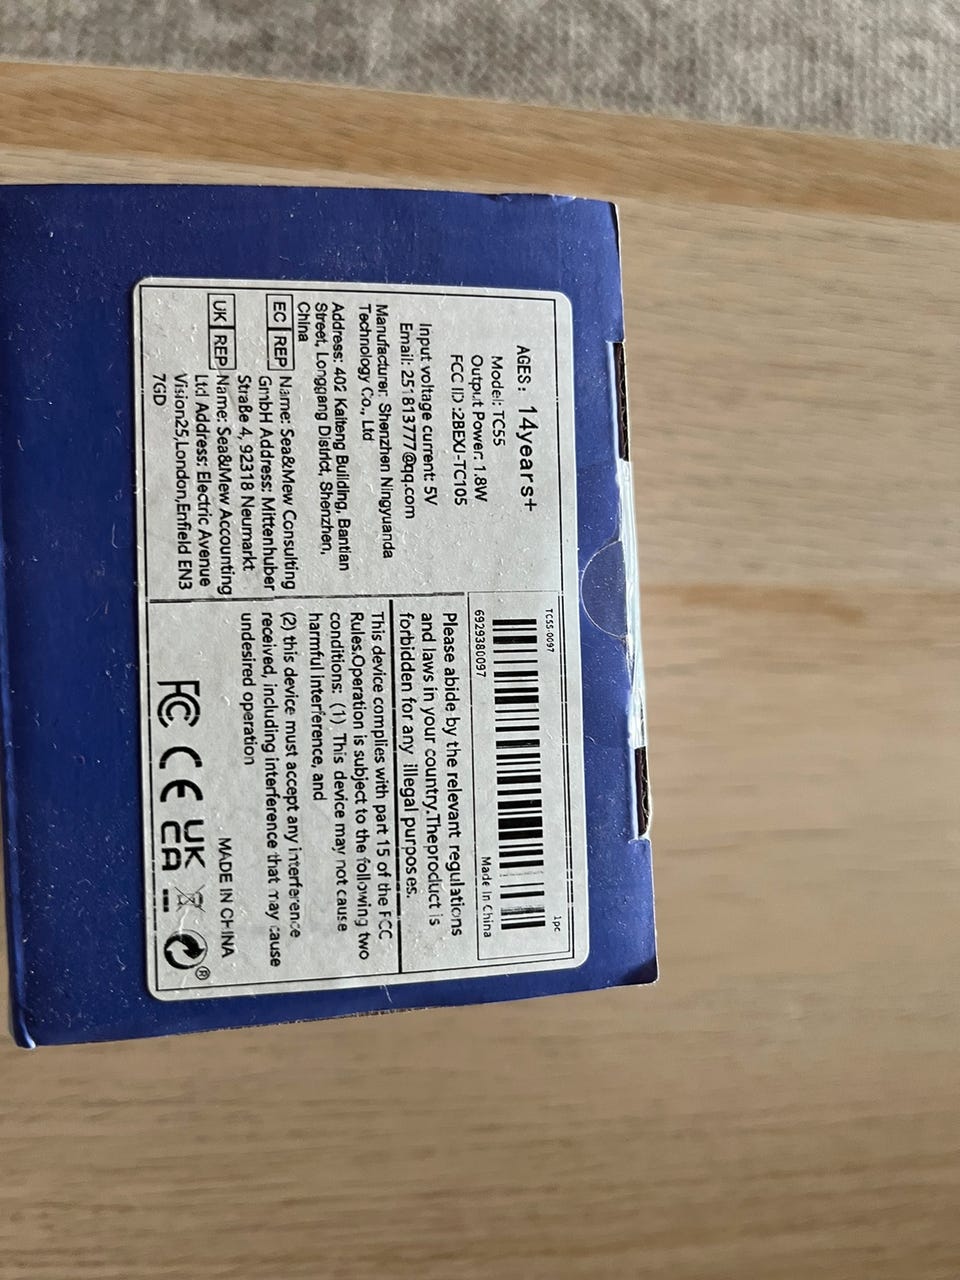 AGES: 14years+
Model: TC55
Output Power: 1.8W
FCC ID :2BEXJ-TC105
Input voltage current: 5V
Email: 251813777@qq.com
Manufacturer: Shenzhen Ningyuanda
Technology Co., Ltd
Address: 402 Kaiteng Building, Bantian
Street, Longgang District, Shenzhen,
China
EC REP Name: Sea&Mew Consulting
GmbH Address: Mittenhuber
Straße 4, 92318 Neumarkt
UK REP Name: Sea&Mew Accounting
Ltd Address: Electric Avenue
Vision25,London,Enfield EN3
7GD
TC55-0097
1pc
6929380097
Made In China
Please abide by the relevant regulations
and laws in your country.Theproduct is
forbidden for any illegal purposes.
This device complies with part 15 of the FCC
Rules.Operation is subject to the following two
conditions: (1) This device may not cause
harmful Interference, and
(2) this device must accept any interference
received, including interference that may cause
undesired operation
MADE IN CHINA
FC CE UK
CA ®